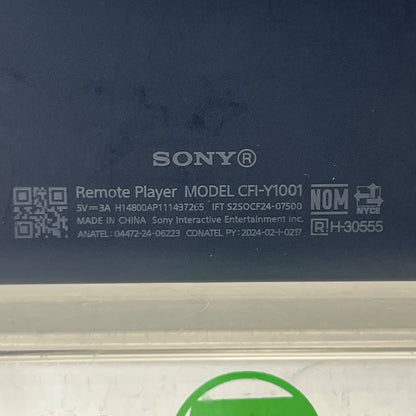 SONY®
Remote Player MODEL CFI-Y1001
5V⎓3A H14800AP111437265 IFT S2SOCF24-07500
MADE IN CHINA Sony Interactive Entertainment Inc.
ANATEL: 04472-24-06223 CONATEL PY: 2024-02-I-0217
NOM NYCE
R H-30555